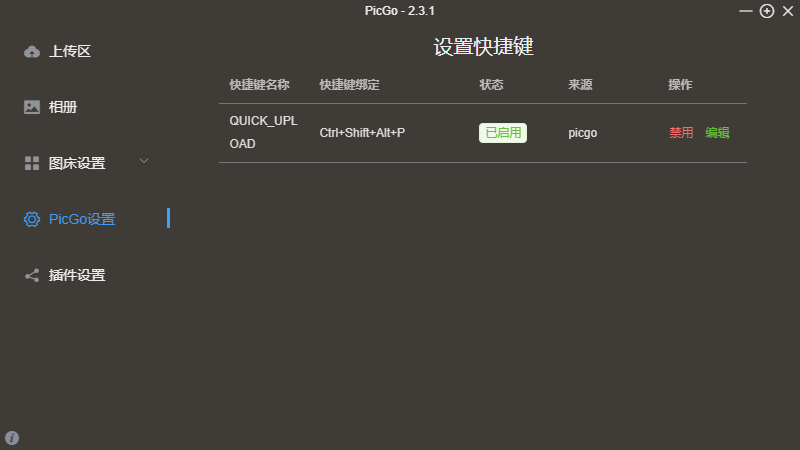 PicGo - 2.3.1
上传区
相册
图床设置
PicGo设置
插件设置
设置快捷键
快捷键名称 快捷键绑定 状态 来源 操作
QUICK_UPL
OAD
Ctrl+Shift+Alt+P 已启用 picgo 禁用 编辑